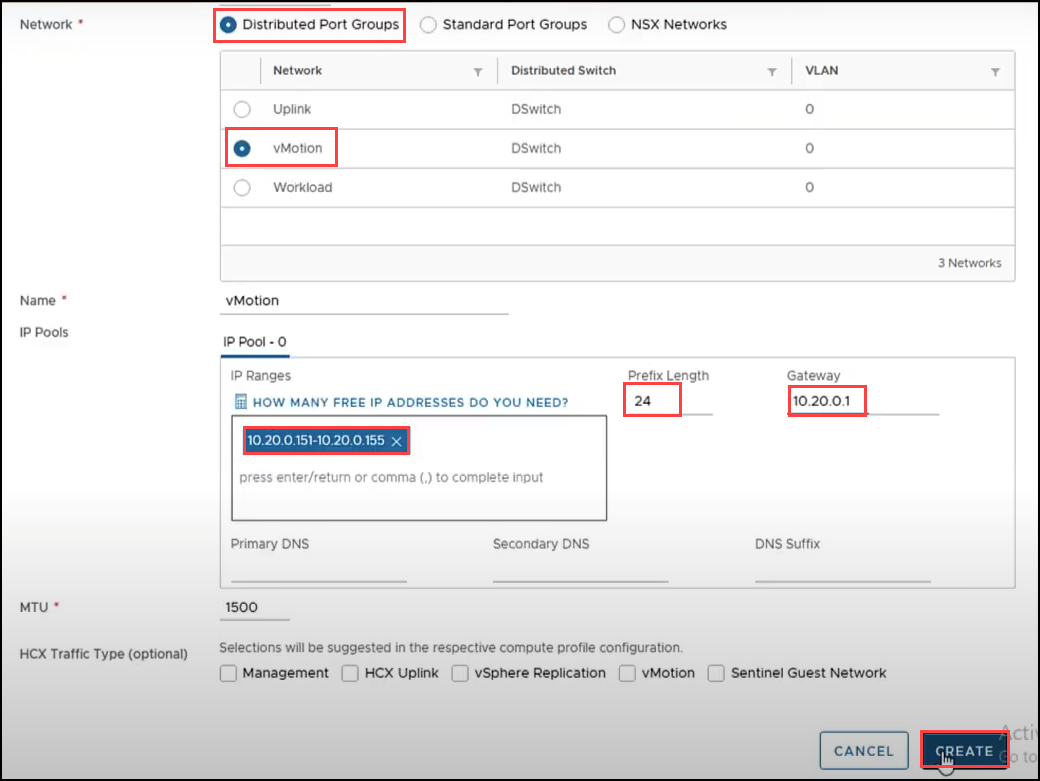 Network *
Distributed Port Groups Standard Port Groups NSX Networks
Network Distributed Switch VLAN
Uplink DSwitch 0
vMotion DSwitch 0
Workload DSwitch 0
3 Networks
Name * vMotion
IP Pools
IP Pool - 0
IP Ranges Prefix Length Gateway
HOW MANY FREE IP ADDRESSES DO YOU NEED? 24 10.20.0.1
10.20.0.151-10.20.0.155
press enter/return or comma (,) to complete input
Primary DNS Secondary DNS DNS Suffix
MTU * 1500
HCX Traffic Type (optional) Selections will be suggested in the respective compute profile configuration.
Management HCX Uplink vSphere Replication vMotion Sentinel Guest Network
CANCEL CREATE
Go to